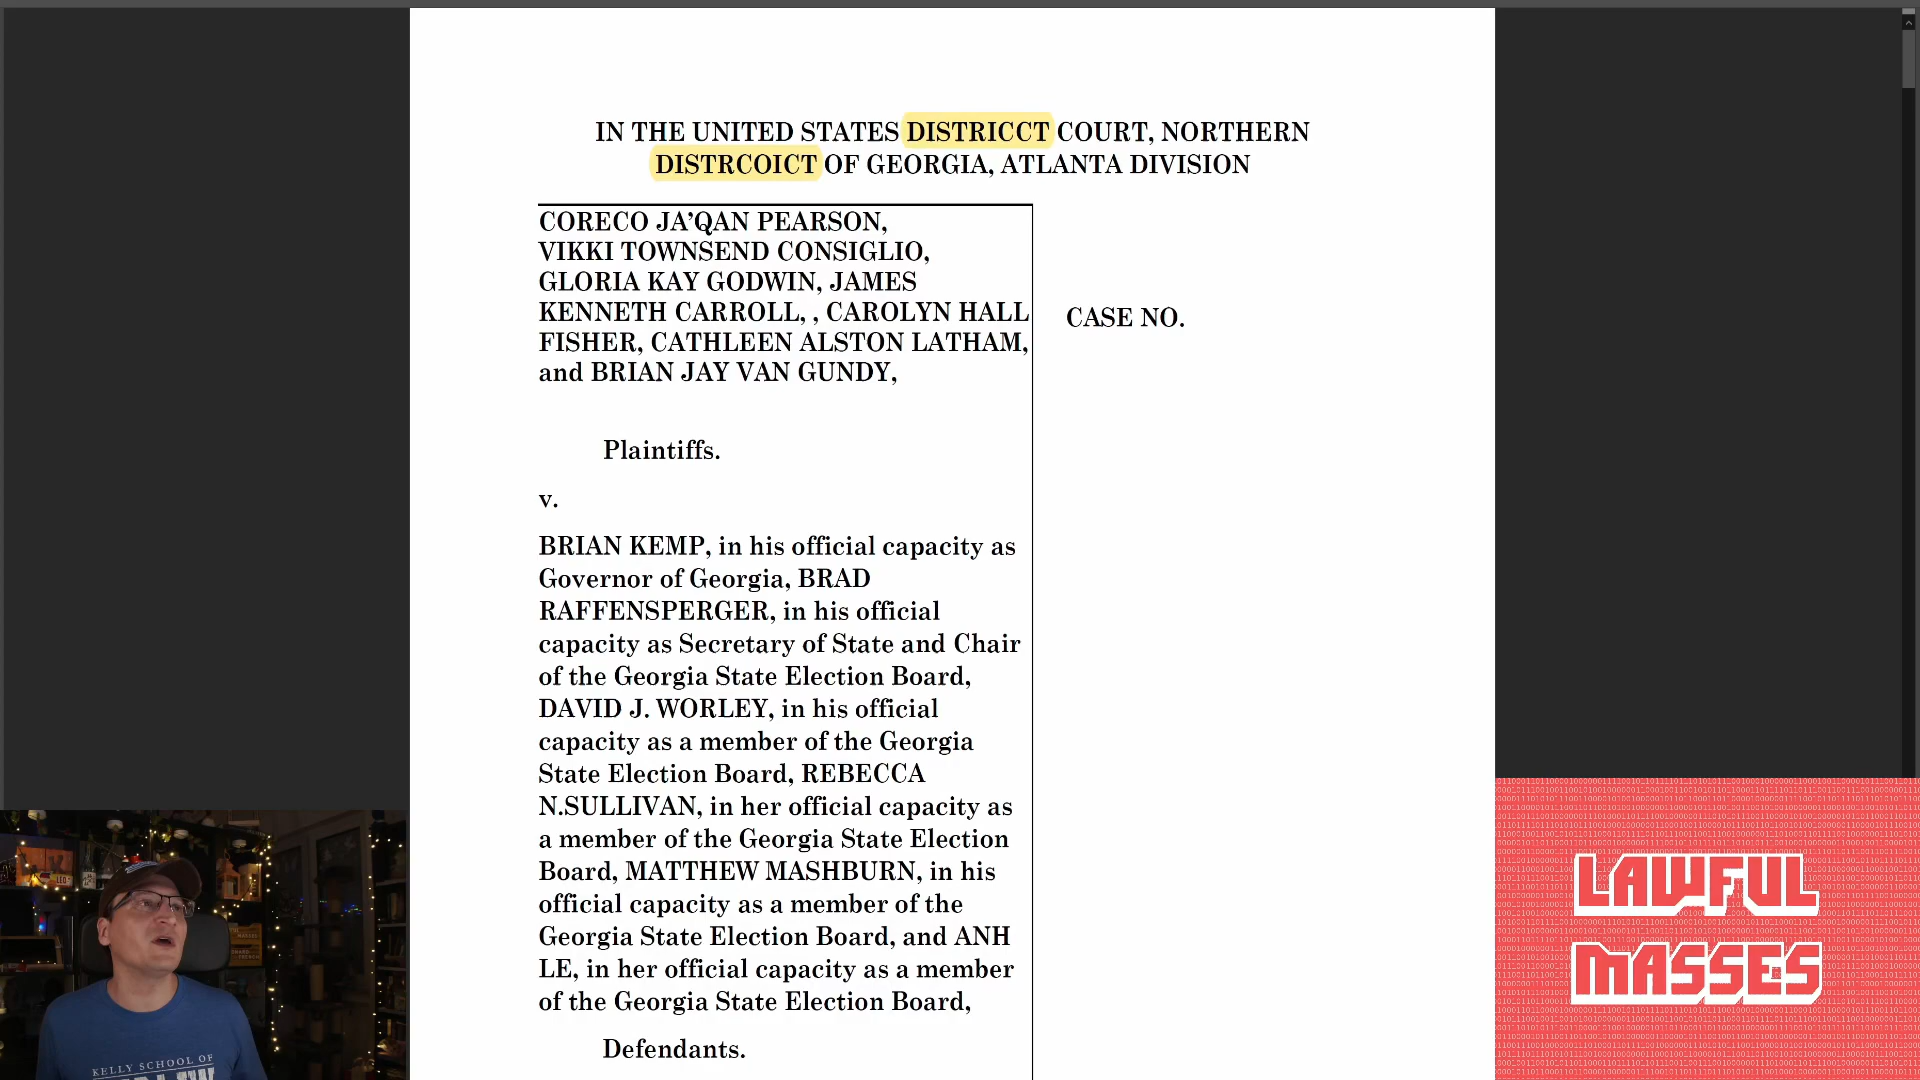 IN THE UNITED STATES DISTRICCT COURT, NORTHERN
DISTRCOICT OF GEORGIA, ATLANTA DIVISION
CORECO JA’QAN PEARSON,
VIKKI TOWNSEND CONSIGLIO,
GLORIA KAY GODWIN, JAMES
KENNETH CARROLL, , CAROLYN HALL
FISHER, CATHLEEN ALSTON LATHAM,
and BRIAN JAY VAN GUNDY,
CASE NO.
Plaintiffs.
v.
BRIAN KEMP, in his official capacity as
Governor of Georgia, BRAD
RAFFENSPERGER, in his official
capacity as Secretary of State and Chair
of the Georgia State Election Board,
DAVID J. WORLEY, in his official
capacity as a member of the Georgia
State Election Board, REBECCA
N.SULLIVAN, in her official capacity as
a member of the Georgia State Election
Board, MATTHEW MASHBURN, in his
official capacity as a member of the
Georgia State Election Board, and ANH
LE, in her official capacity as a member
of the Georgia State Election Board,
Defendants.
KELLY SCHOOL OF
LAWFUL
MASSES